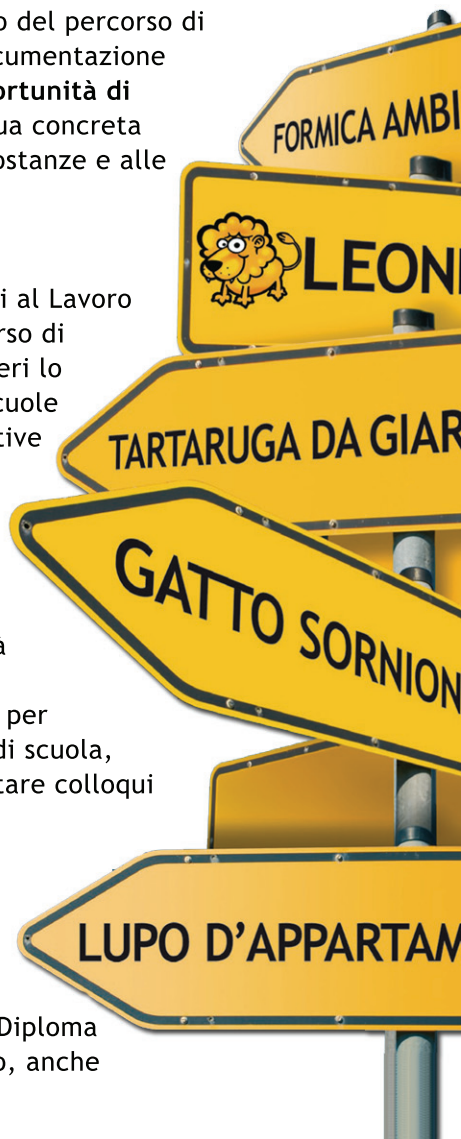 o del percorso di
cumentazione
ortunità di
ua concreta
ostanze e alle
i al Lavoro
rso di
eri lo
cuole
tive
à
per
di scuola,
tare colloqui
Diploma
o, anche
FORMICA AMBI
LEON
TARTARUGA DA GIAR
GATTO SORNION
LUPO D'APPARTAM